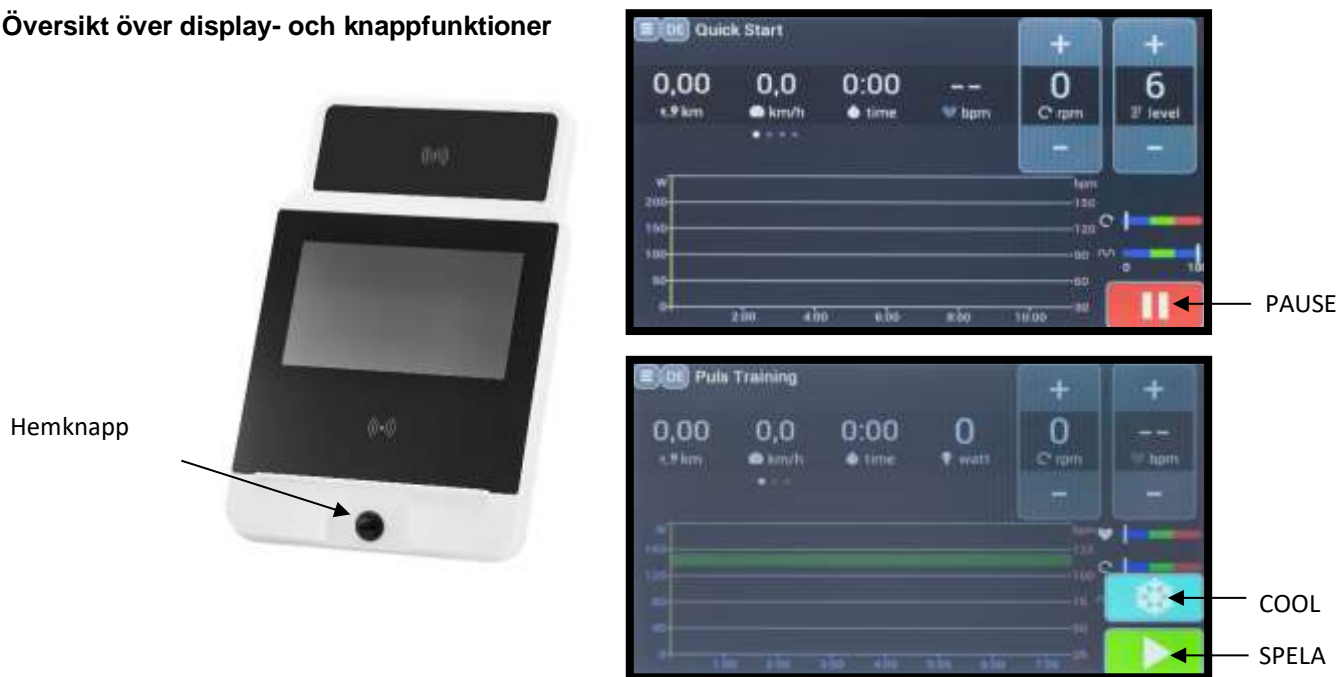 Översikt över display- och knappfunktioner
Hemknapp
DE Quick Start
0,00 0,0 0:00 -- 0 6
km km/h time bpm rpm level
+ +
- -
W bpm
200 150
150 120
100 90
50 60
0 30
2:00 4:00 6:00 8:00 10:00
0 100
PAUSE
DE Puls Training
0,00 0,0 0:00 0 0 --
km km/h time watt rpm bpm
+ +
- -
COOL
SPELA